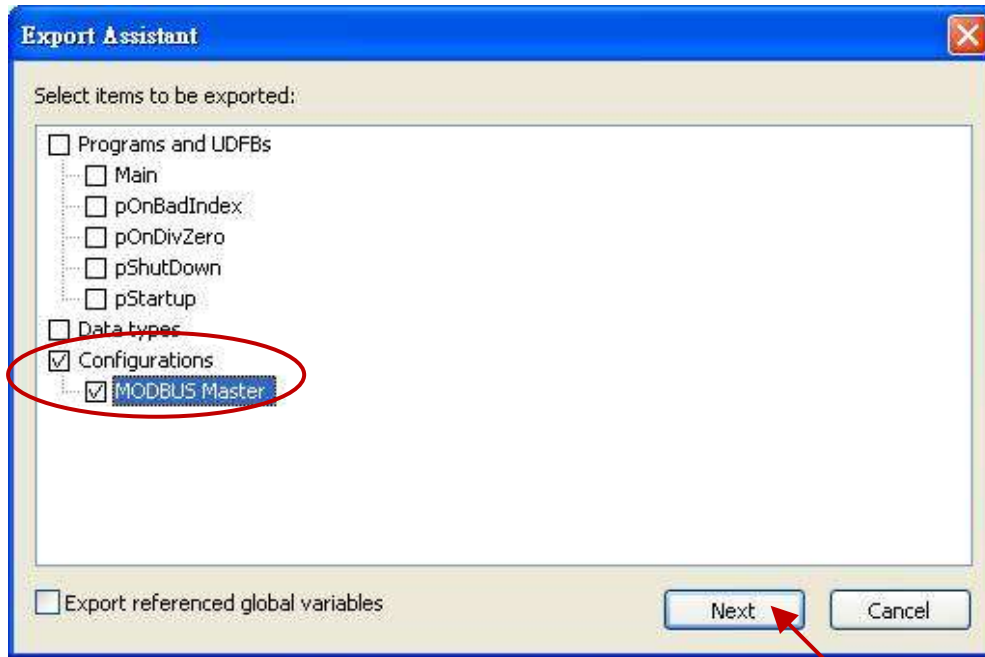 Export Assistant
Select items to be exported:
Programs and UDFBs
Main
pOnBadIndex
pOnDivZero
pShutDown
pStartup
Data types
Configurations
MODBUS Master
Export referenced global variables
Next
Cancel